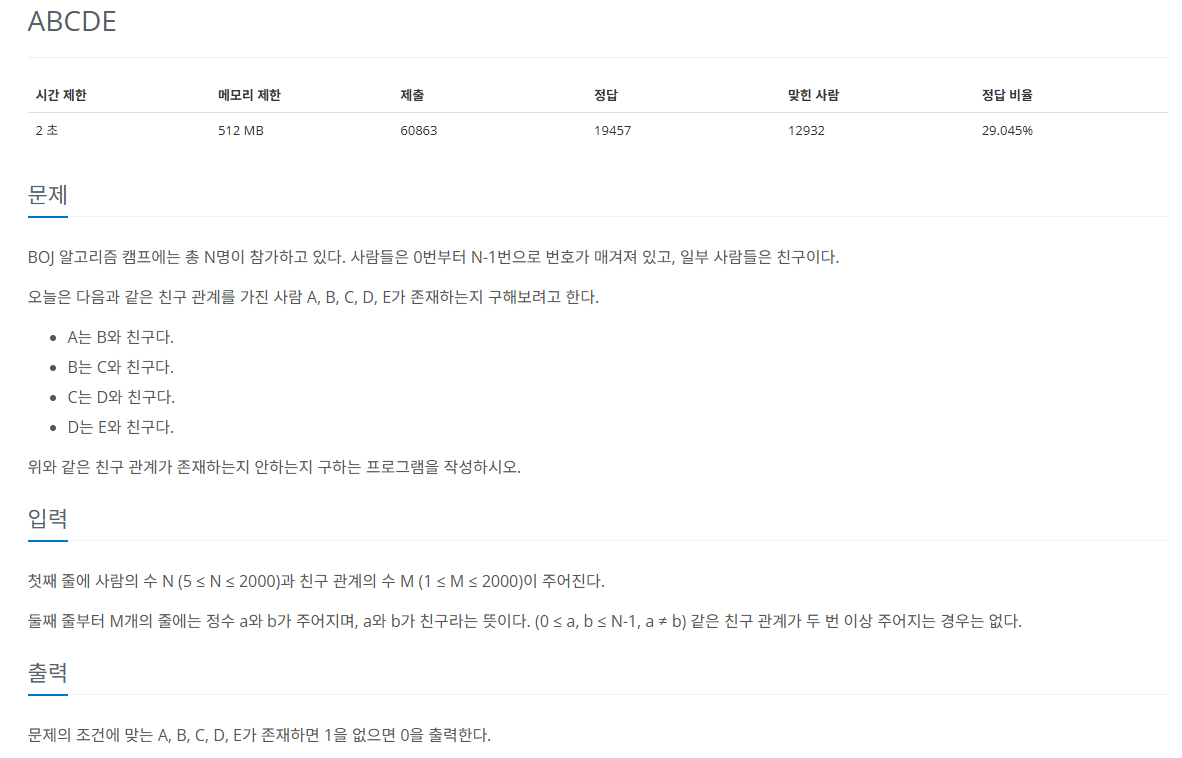 ABCDE
시간 제한 메모리 제한 제출 정답 맞힌 사람 정답 비율
2 초 512 MB 60863 19457 12932 29.045%
문제
BOJ 알고리즘 캠프에는 총 N명이 참가하고 있다. 사람들은 0번부터 N-1번으로 번호가 매겨져 있고, 일부 사람들은 친구이다.
오늘은 다음과 같은 친구 관계를 가진 사람 A, B, C, D, E가 존재하는지 구해보려고 한다.
• A는 B와 친구다.
• B는 C와 친구다.
• C는 D와 친구다.
• D는 E와 친구다.
위와 같은 친구 관계가 존재하는지 안하는지 구하는 프로그램을 작성하시오.
입력
첫째 줄에 사람의 수 N (5 ≤ N ≤ 2000)과 친구 관계의 수 M (1 ≤ M ≤ 2000)이 주어진다.
둘째 줄부터 M개의 줄에는 정수 a와 b가 주어지며, a와 b가 친구라는 뜻이다. (0 ≤ a, b ≤ N-1, a ≠ b) 같은 친구 관계가 두 번 이상 주어지는 경우는 없다.
출력
문제의 조건에 맞는 A, B, C, D, E가 존재하면 1을 없으면 0을 출력한다.